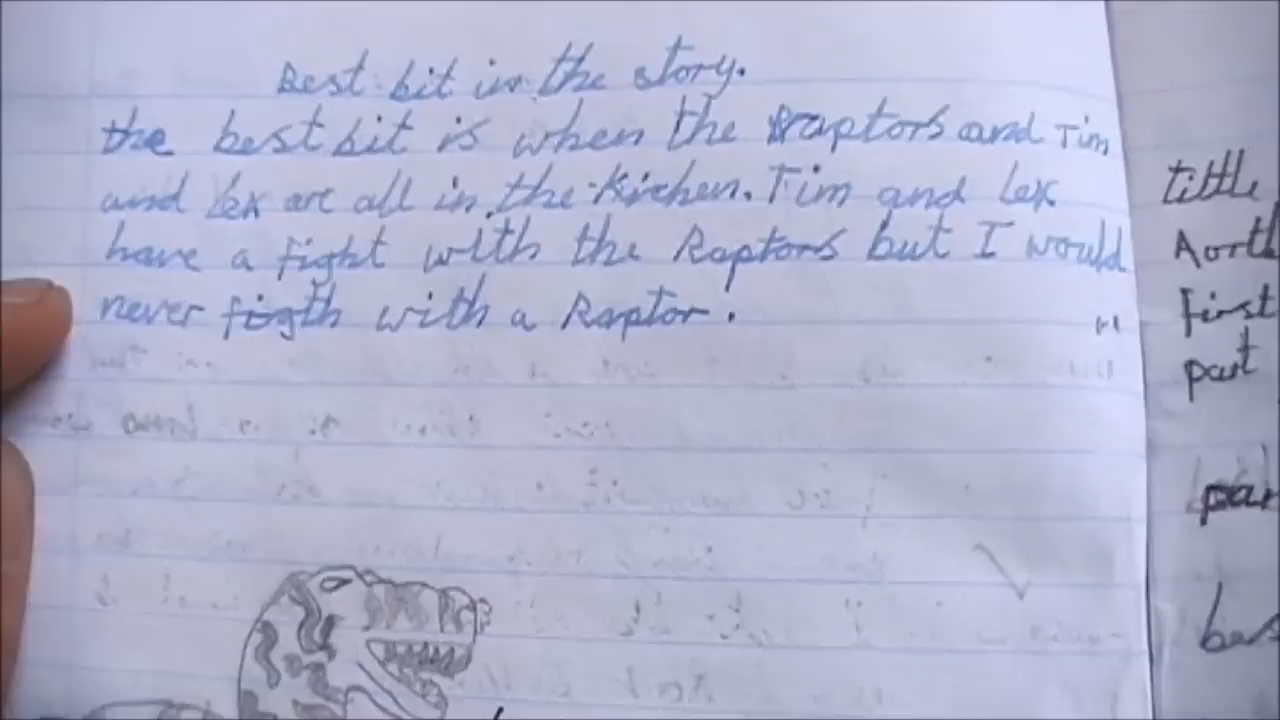 Best bit in the story.
the best bit is when the Raptors and Tim
and Lex are all in the Kirchen. Tim and Lex
have a fight with the Raptors but I would
never figth with a Raptor.
tittle
Aorth
First
part
par
bes